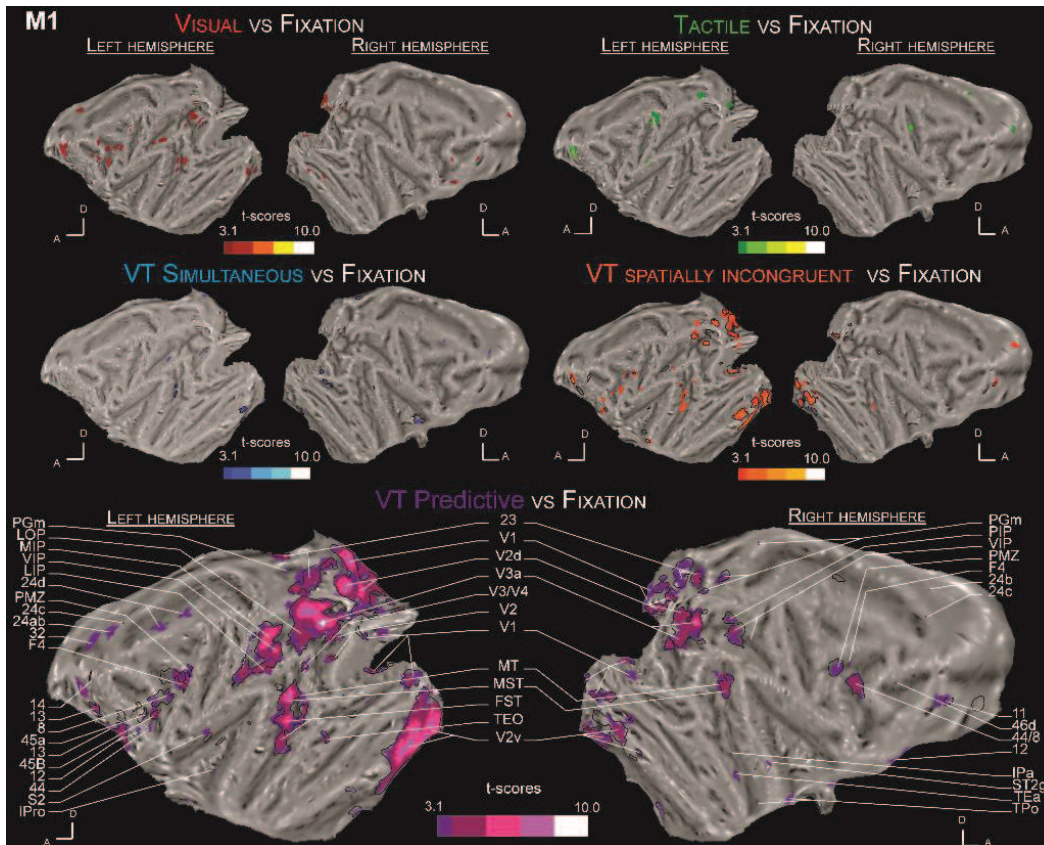 M1
VISUAL VS FIXATION
LEFT HEMISPHERE
RIGHT HEMISPHERE
D
A
t-scores
3.1 10.0
D
A
TACTILE VS FIXATION
LEFT HEMISPHERE
RIGHT HEMISPHERE
D
A
t-scores
3.1 10.0
D
A
VT SIMULTANEOUS VS FIXATION
D
A
t-scores
3.1 10.0
D
A
VT SPATIALLY INCONGRUENT VS FIXATION
D
A
t-scores
3.1 10.0
D
A
VT Predictive VS FIXATION
LEFT HEMISPHERE
RIGHT HEMISPHERE
PGm
LOP
MIP
VIP
LIP
24d
PMZ
24c
24ab
32
F4
14
13
8
45a
13
45B
12
44
S2
IPro
23
V1
V2d
V3a
V3/V4
V2
V1
MT
MST
FST
TEO
V2v
PGm
PIP
VIP
PMZ
F4
24b
24c
11
46d
44/8
12
IPa
ST2g
TEa
TPo
D
A
t-scores
3.1 10.0
D
A